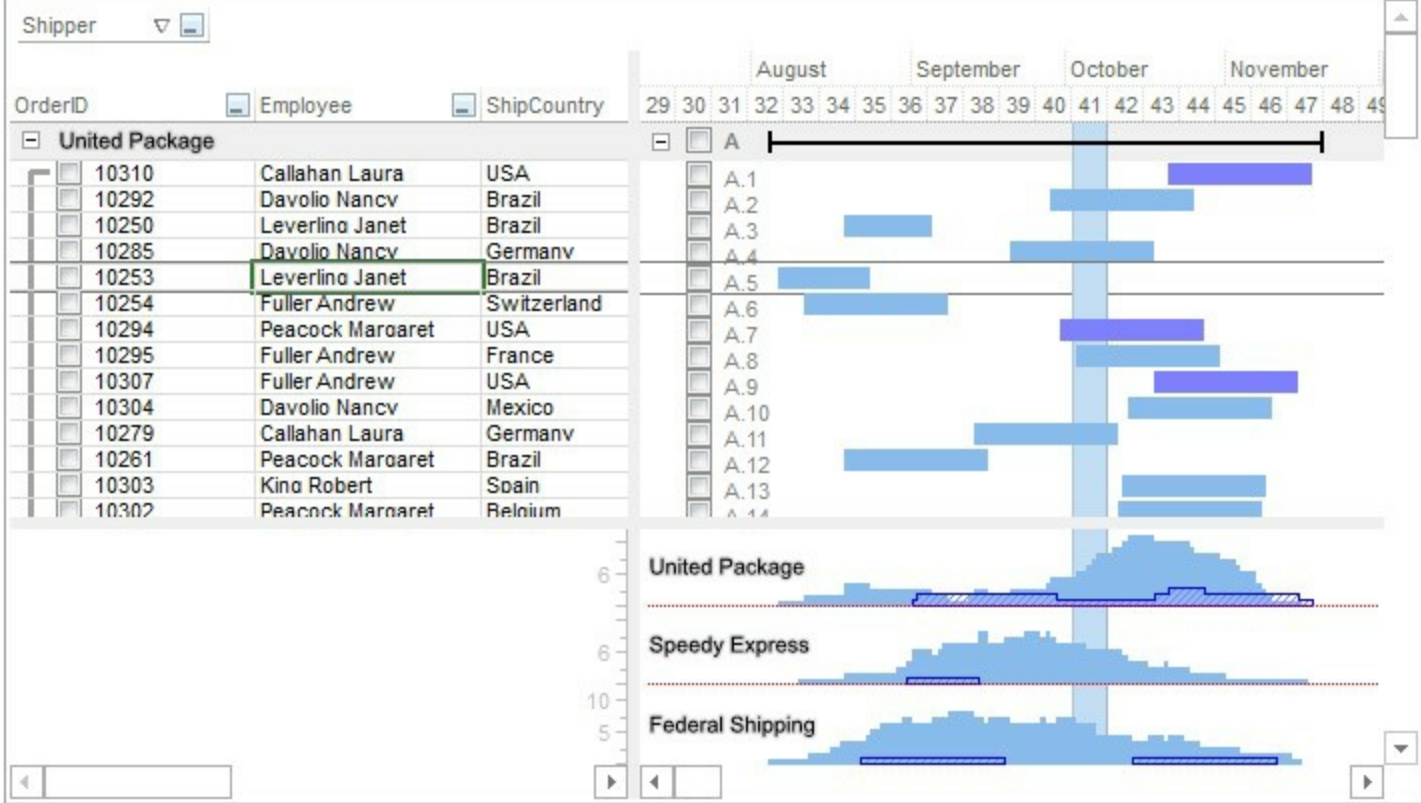 Shipper
August September October November
OrderID Employee ShipCountry 29 30 31 32 33 34 35 36 37 38 39 40 41 42 43 44 45 46 47 48 49
United Package A
10310 Callahan Laura USA A.1
10292 Davolio Nancy Brazil A.2
10250 Leverling Janet Brazil A.3
10285 Davolio Nancy Germany A.4
10253 Leverling Janet Brazil A.5
10254 Fuller Andrew Switzerland A.6
10294 Peacock Margaret USA A.7
10295 Fuller Andrew France A.8
10307 Fuller Andrew USA A.9
10304 Davolio Nancy Mexico A.10
10279 Callahan Laura Germany A.11
10261 Peacock Margaret Brazil A.12
10303 King Robert Spain A.13
10302 Peacock Margaret Belgium A.14
6 United Package
6 Speedy Express
10
5 Federal Shipping